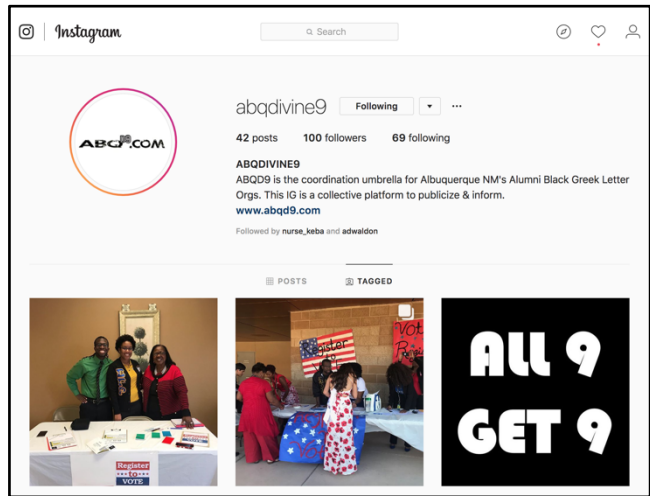 Instagram
Search
abqdivine9 Following
42 posts 100 followers 69 following
ABQDIVINE9
ABQD9 is the coordination umbrella for Albuquerque NM's Alumni Black Greek Letter
Orgs. This IG is a collective platform to publicize & inform.
www.abqd9.com
Followed by nurse_keba and adwaldon
POSTS TAGGED
Register
to
VOTE
Register
Vot
ALL 9
GET 9